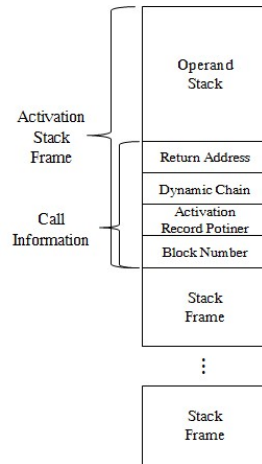 Operand
Stack
Activation
Stack
Frame
Return Address
Dynamic Chain
Activation
Record Potiner
Block Number
Call
Information
Stack
Frame
⋮
Stack
Frame